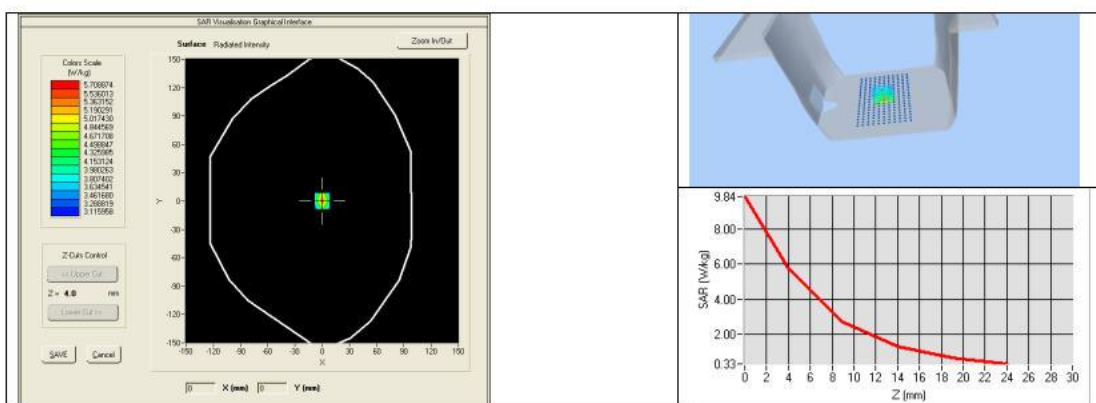 SAR Visualisation Graphical Interface
Surface Radiated Intensity
Zoom In/Out
Colors Scale
(W/kg)
5.708874
5.536013
5.363152
5.190291
5.017430
4.844569
4.671708
4.498847
4.325985
4.153124
3.980263
3.807402
3.634541
3.461680
3.288819
3.115958
150
120
90
60
30
0
-30
-60
-90
-120
-150
Y
-150 -120 -90 -60 -30 0 30 60 90 120 150
X
Z-Cuts Control
<< Upper Cut
Z = 4.0 mm
Lower Cut >>
SAVE Cancel
0 X (mm) 0 Y (mm)
9.84
8.00
6.00
4.00
2.00
0.33
SAR (W/kg)
0 2 4 6 8 10 12 14 16 18 20 22 24 26 28 30
Z (mm)